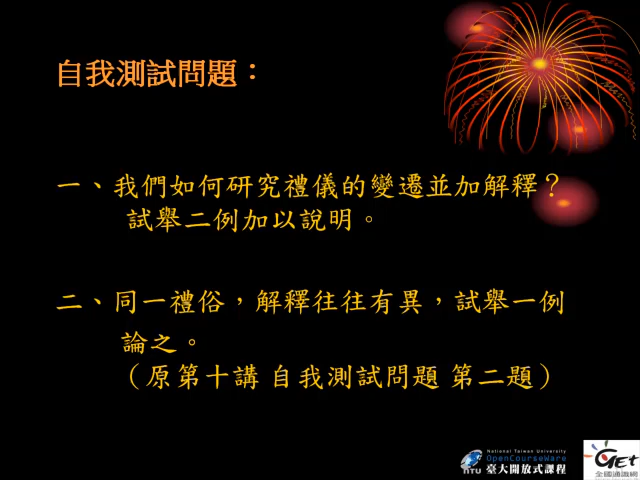 自我測試問題：
一、我們如何研究禮儀的變遷並加解釋？
試舉二例加以說明。
二、同一禮俗，解釋往往有異，試舉一例
論之。
（原第十講 自我測試問題 第二題）
National Taiwan University
OpenCourseWare
NTU 臺大開放式課程
GET
全國通識網